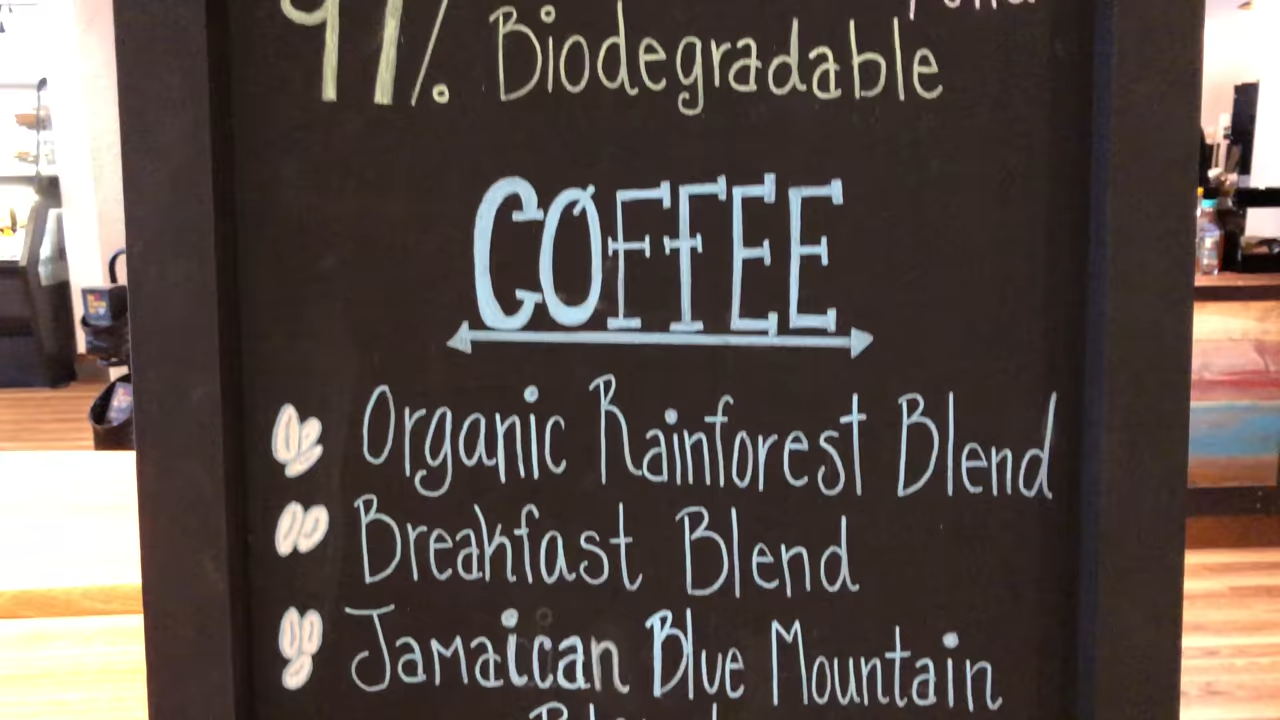 97% Biodegradable
COFFEE
Organic Rainforest Blend
Breakfast Blend
Jamaican Blue Mountain